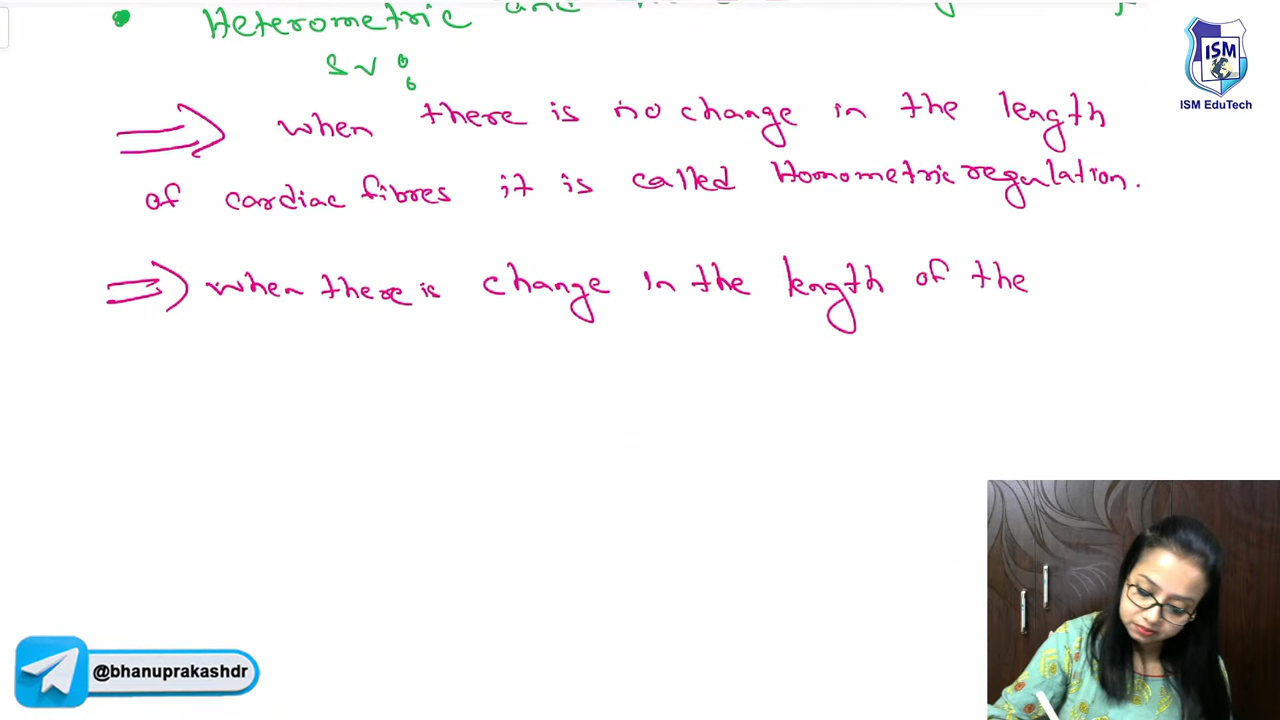 • Heterometric and
SV :
⇒ when there is no change in the length
of cardiac fibres it is called Homometric regulation.
⇒ when there is change in the length of the
ISM
ISM EduTech
@bhanuprakashdr